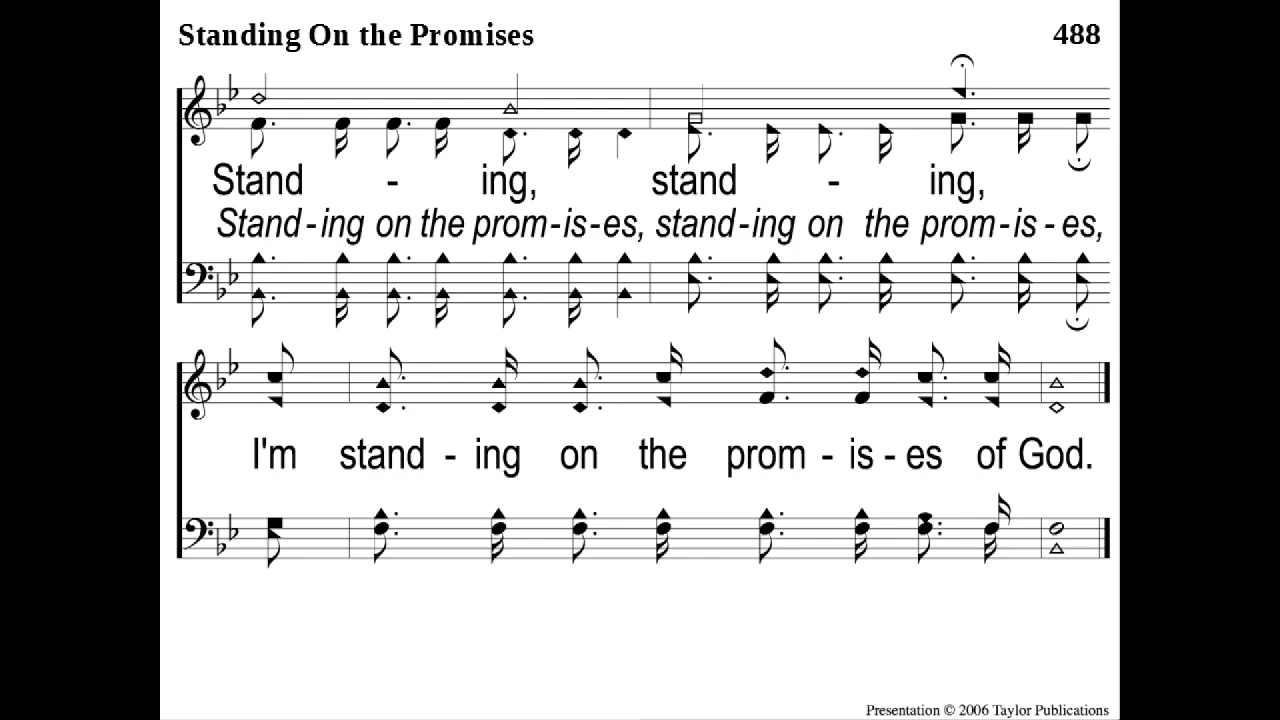 Standing On the Promises 488
Stand - ing, stand - ing,
Stand-ing on the prom-is-es, stand-ing on the prom-is-es,
I'm stand - ing on the prom - is - es of God.
Presentation © 2006 Taylor Publications